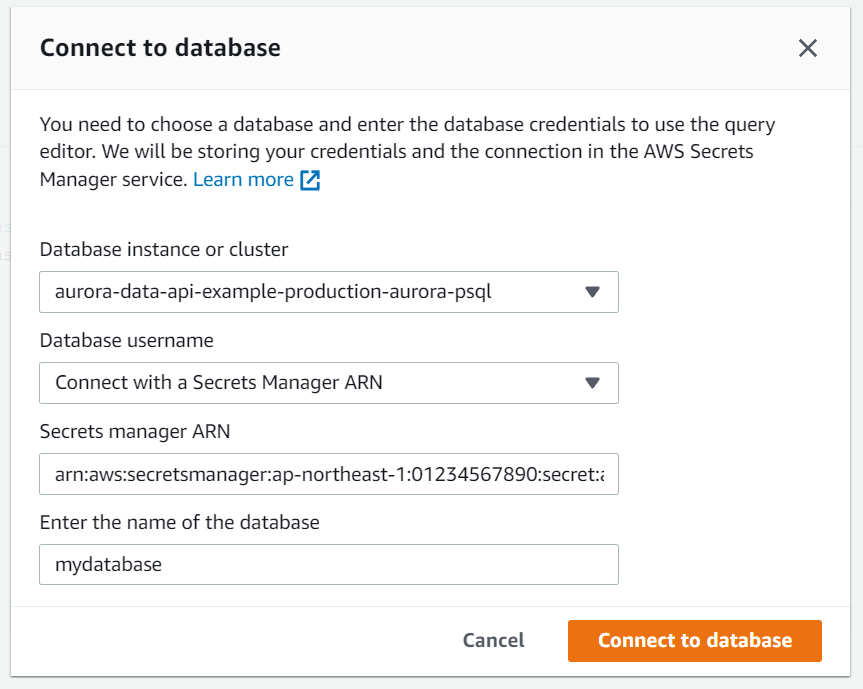 Connect to database
You need to choose a database and enter the database credentials to use the query
editor. We will be storing your credentials and the connection in the AWS Secrets
Manager service. Learn more
Database instance or cluster
aurora-data-api-example-production-aurora-psql
Database username
Connect with a Secrets Manager ARN
Secrets manager ARN
arn:aws:secretsmanager:ap-northeast-1:01234567890:secret:a
Enter the name of the database
mydatabase
Cancel
Connect to database